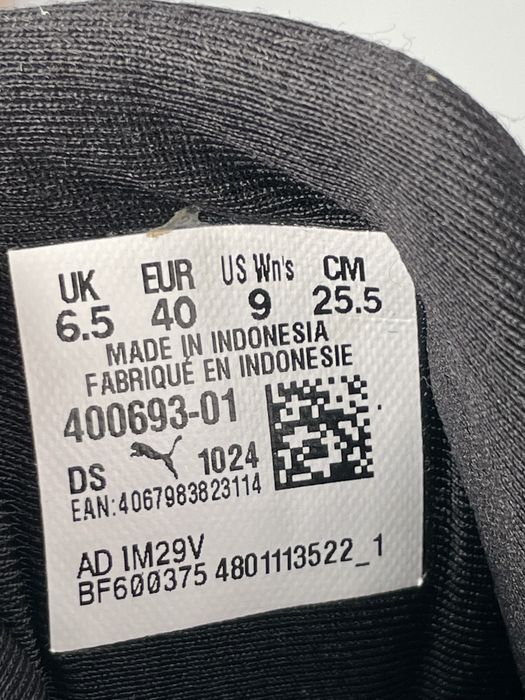 UK EUR US Wn's CM
6.5 40 9 25.5
MADE IN INDONESIA
FABRIQUÉ EN INDONESIE
400693-01
DS 1024
EAN:4067983823114
AD 1M29V
BF600375 4801113522_1